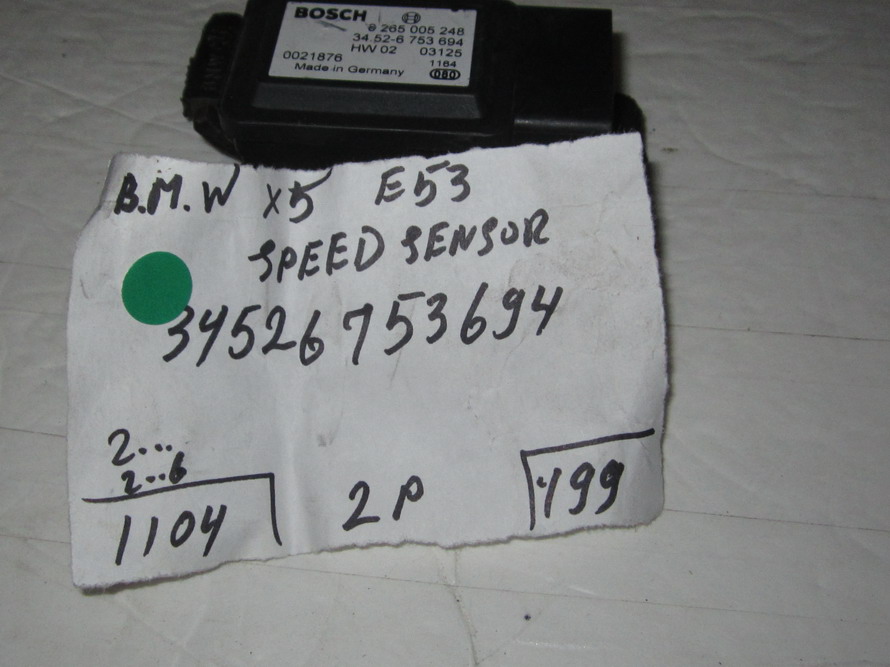 BOSCH
0 265 005 248
34.52-6 753 694
HW 02 03125
0021876 1164
Made in Germany 080
B.M.W X5 E53
SPEED SENSOR
34526753694
2...
2..6
1104
2P
199